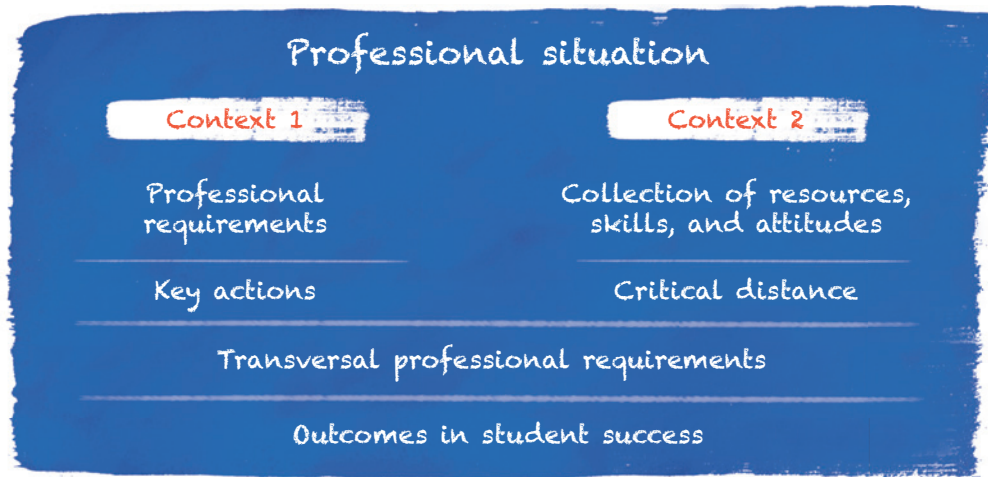 Professional situation
Context 1
Context 2
Professional
requirements
Collection of resources,
skills, and attitudes
Key actions
Critical distance
Transversal professional requirements
Outcomes in student success